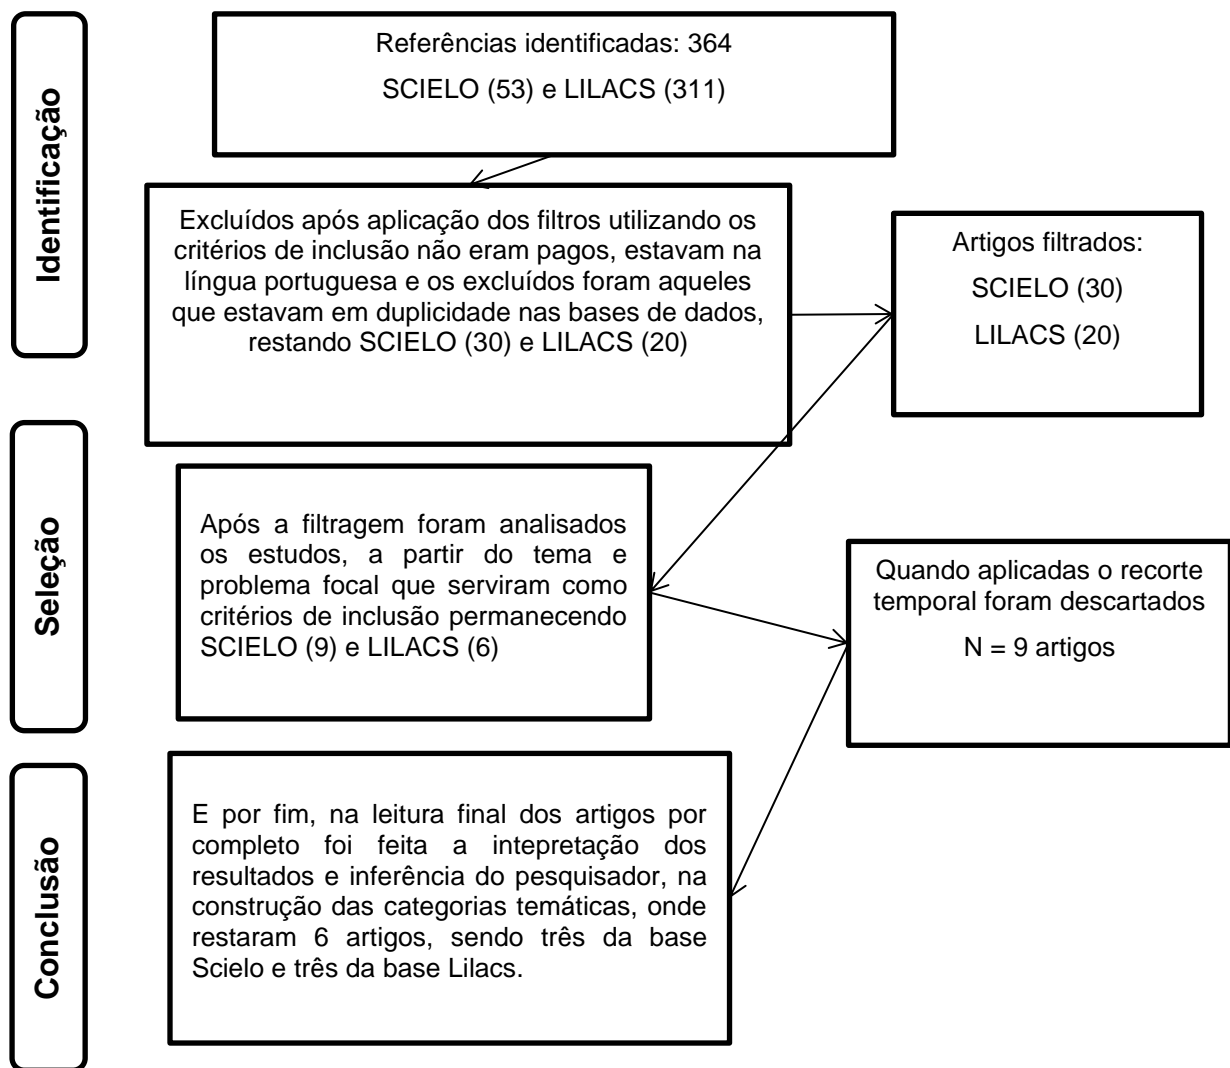 Identificação
Referências identificadas: 364
SCIELO (53) e LILACS (311)
Excluídos após aplicação dos filtros utilizando os
critérios de inclusão não eram pagos, estavam na
língua portuguesa e os excluídos foram aqueles
que estavam em duplicidade nas bases de dados,
restando SCIELO (30) e LILACS (20)
Artigos filtrados:
SCIELO (30)
LILACS (20)
Seleção
Após a filtragem foram analisados
os estudos, a partir do tema e
problema focal que serviram como
critérios de inclusão permanecendo
SCIELO (9) e LILACS (6)
Quando aplicadas o recorte
temporal foram descartados
N = 9 artigos
Conclusão
E por fim, na leitura final dos artigos por
completo foi feita a intepretação dos
resultados e inferência do pesquisador, na
construção das categorias temáticas, onde
restaram 6 artigos, sendo três da base
Scielo e três da base Lilacs.